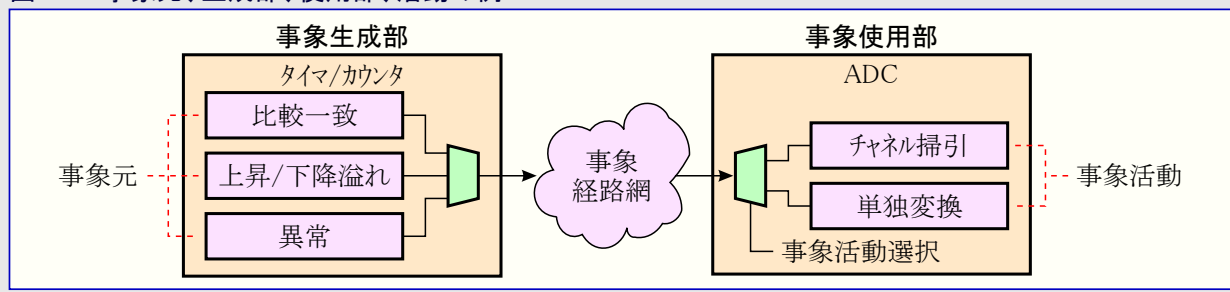 事象生成部
タイマ/カウンタ
比較一致
上昇/下降溢れ
異常
事象元
事象
経路網
事象使用部
ADC
チャネル掃引
単独変換
事象活動選択
事象活動